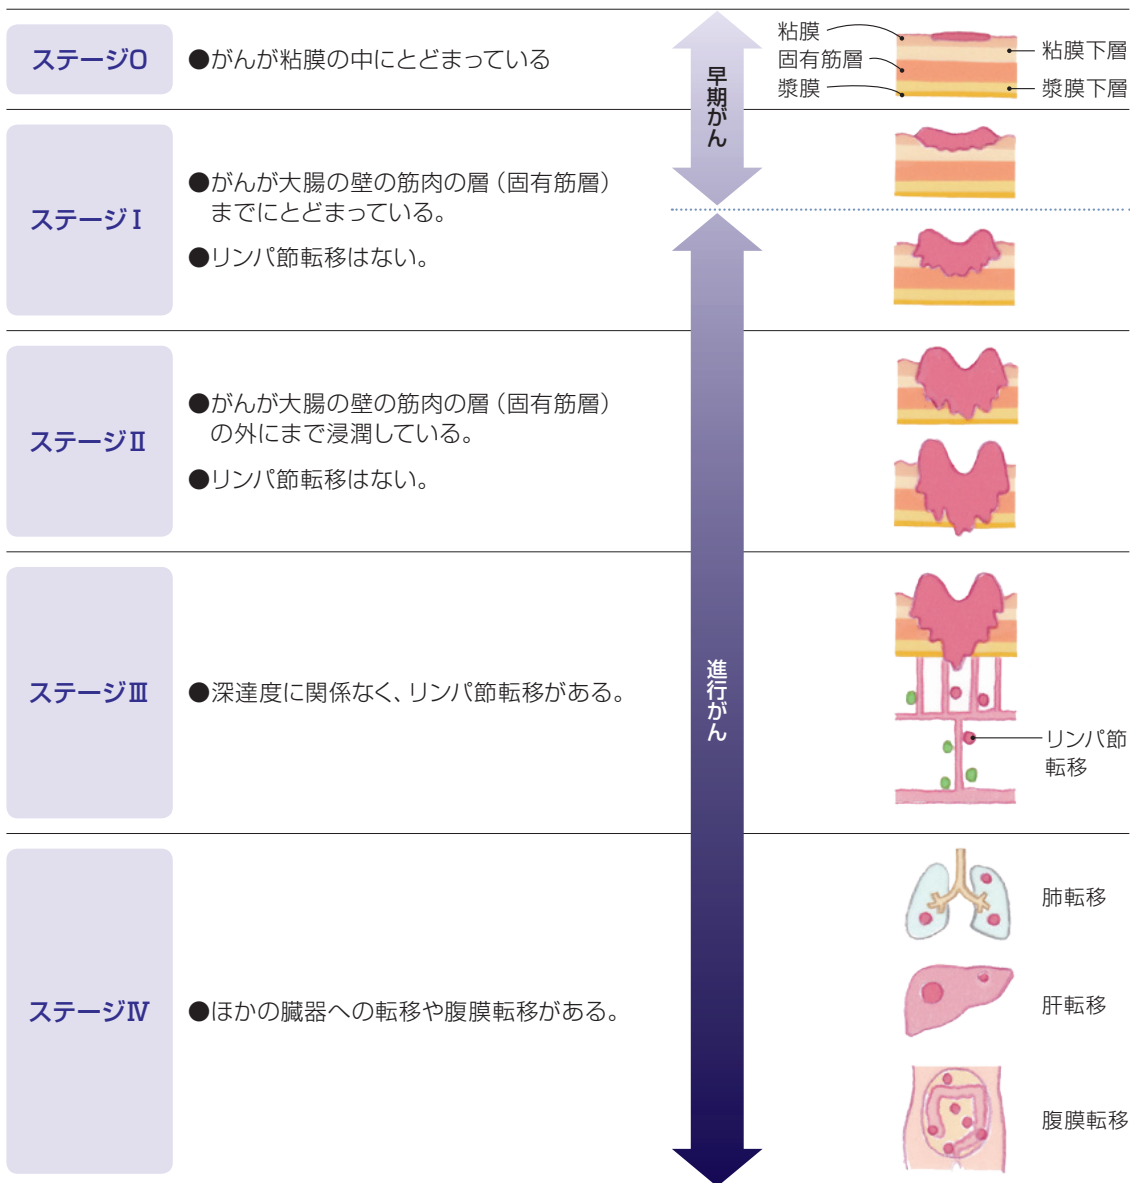 ステージ0
●がんが粘膜の中にとどまっている
早期がん
粘膜
固有筋層
漿膜
粘膜下層
漿膜下層
ステージⅠ
●がんが大腸の壁の筋肉の層（固有筋層）
までにとどまっている。
●リンパ節転移はない。
ステージⅡ
●がんが大腸の壁の筋肉の層（固有筋層）
の外にまで浸潤している。
●リンパ節転移はない。
ステージⅢ
●深達度に関係なく、リンパ節転移がある。
進行がん
リンパ節
転移
ステージⅣ
●ほかの臓器への転移や腹膜転移がある。
肺転移
肝転移
腹膜転移